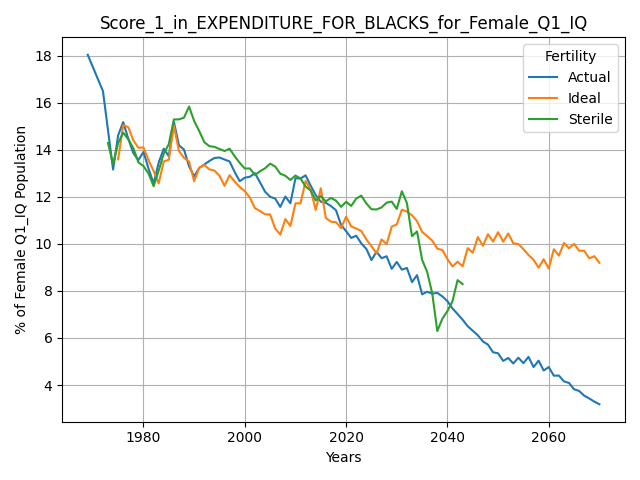 Score_1_in_EXPENDITURE_FOR_BLACKS_for_Female_Q1_IQ
% of Female Q1_IQ Population
18
16
14
12
10
8
6
4
Fertility
Actual
Ideal
Sterile
1980
2000
2020
2040
2060
Years